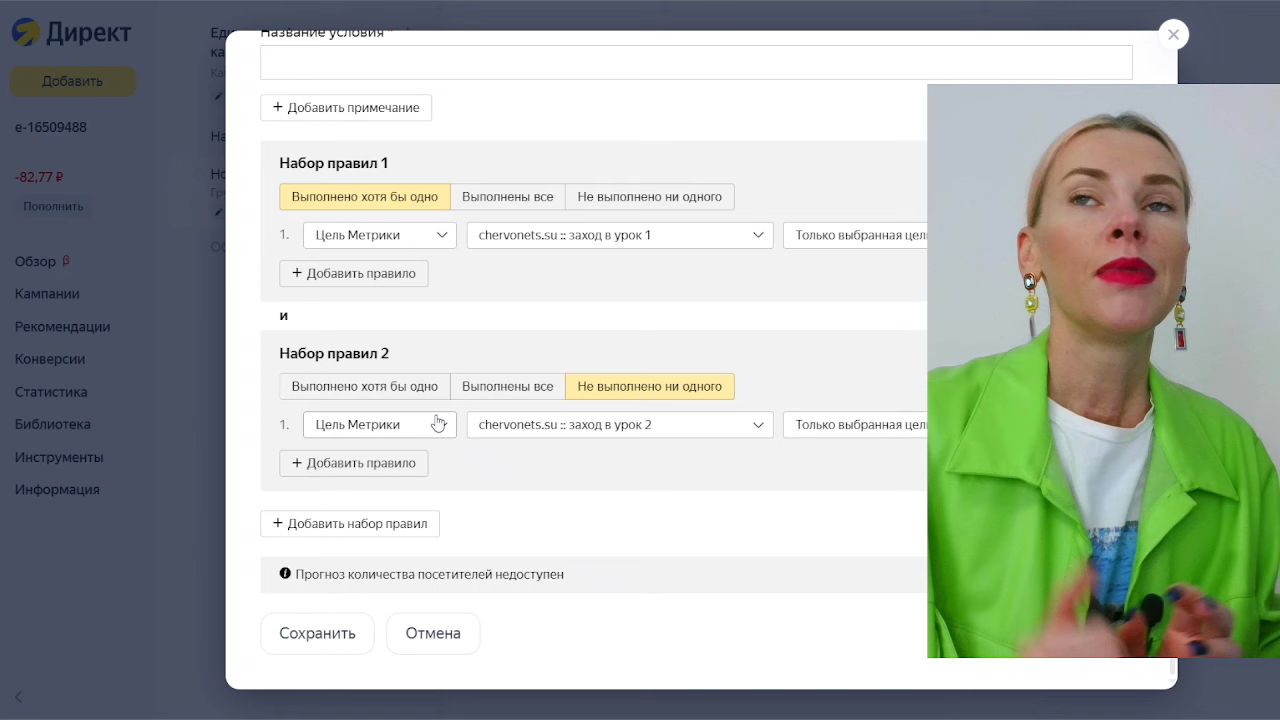 Директ
Добавить
e-16509488
-82,77 ₽
Пополнить
Обзор β
Кампании
Рекомендации
Конверсии
Статистика
Библиотека
Инструменты
Информация
Название условия
+ Добавить примечание
Набор правил 1
Выполнено хотя бы одно
Выполнены все
Не выполнено ни одного
1. Цель Метрики
chervonets.su :: заход в урок 1
Только выбранная
+ Добавить правило
и
Набор правил 2
Выполнено хотя бы одно
Выполнены все
Не выполнено ни одного
1. Цель Метрики
chervonets.su :: заход в урок 2
Только выбранная
+ Добавить правило
+ Добавить набор правил
Прогноз количества посетителей недоступен
Сохранить
Отмена